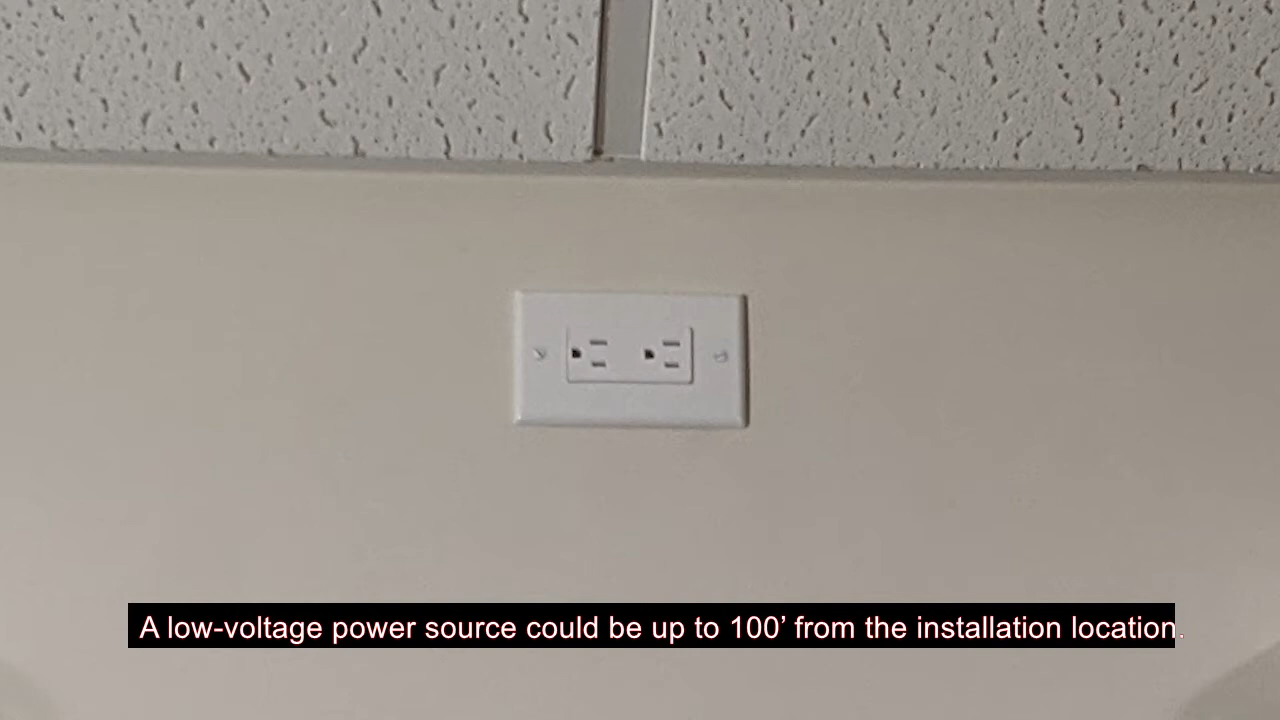 A low-voltage power source could be up to 100’ from the installation location.